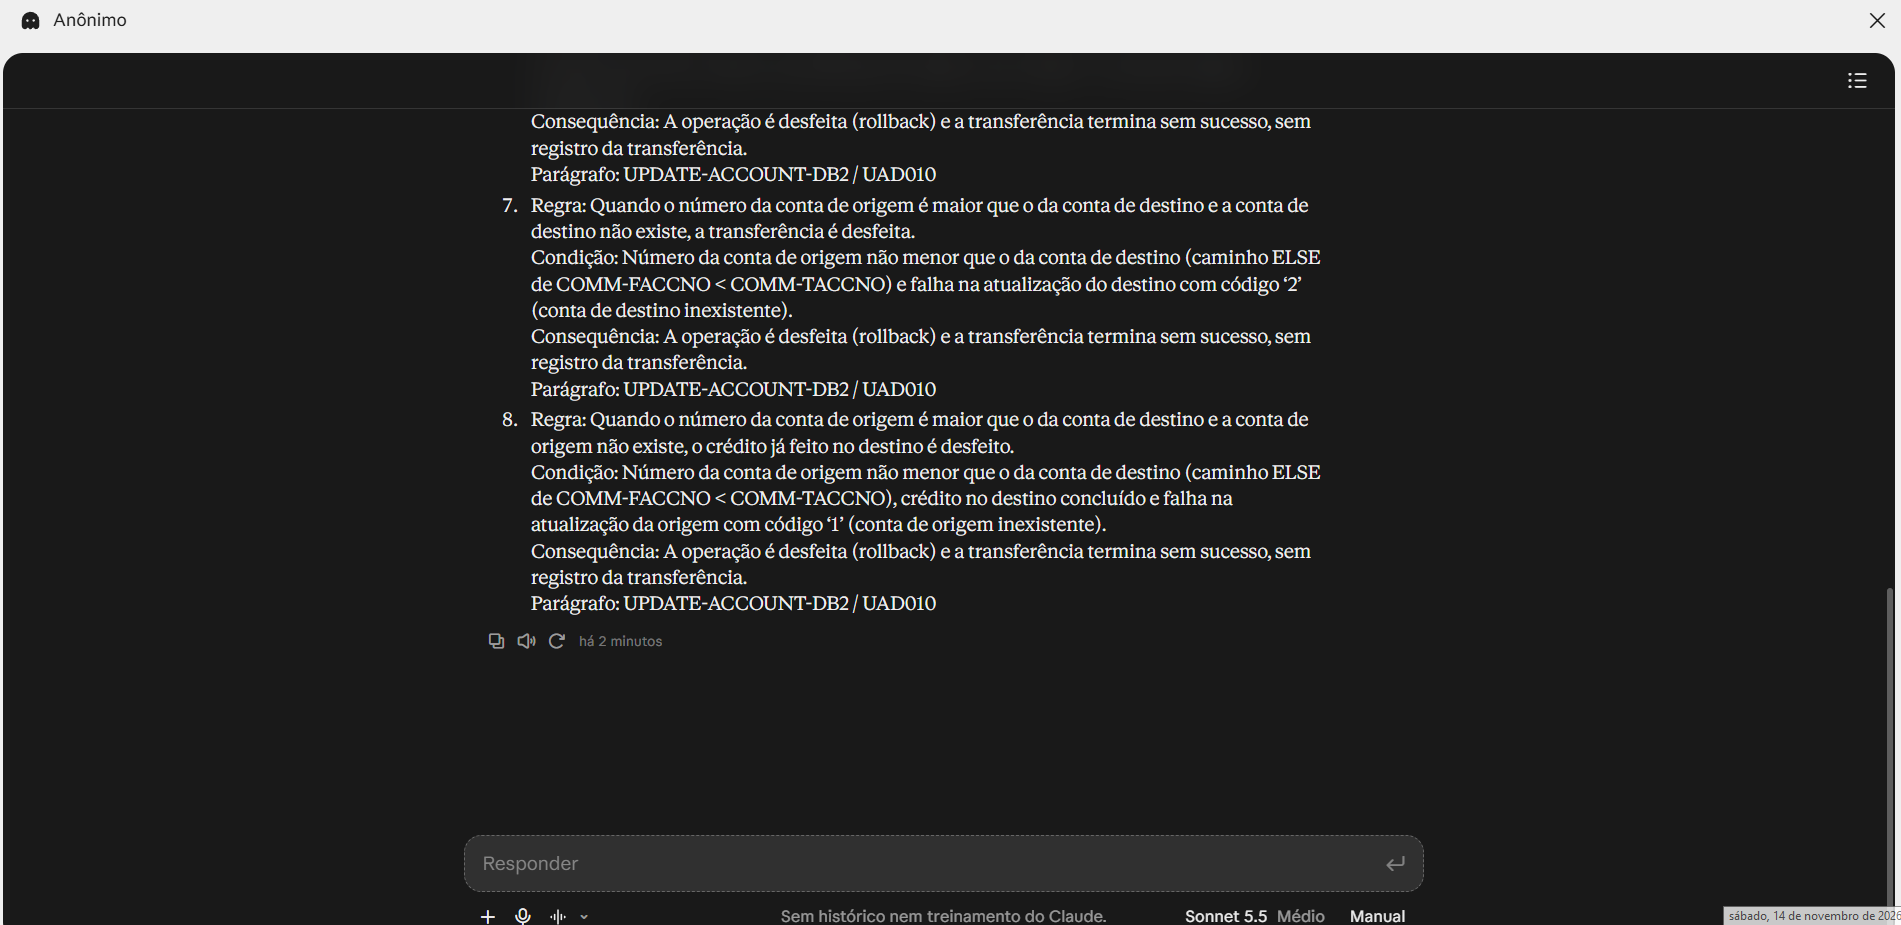 Anônimo
Consequência: A operação é desfeita (rollback) e a transferência termina sem sucesso, sem
registro da transferência.
Parágrafo: UPDATE-ACCOUNT-DB2 / UAD010
7. Regra: Quando o número da conta de origem é maior que o da conta de destino e a conta de
destino não existe, a transferência é desfeita.
Condição: Número da conta de origem não menor que o da conta de destino (caminho ELSE
de COMM-FACCNO < COMM-TACCNO) e falha na atualização do destino com código ‘2’
(conta de destino inexistente).
Consequência: A operação é desfeita (rollback) e a transferência termina sem sucesso, sem
registro da transferência.
Parágrafo: UPDATE-ACCOUNT-DB2 / UAD010
8. Regra: Quando o número da conta de origem é maior que o da conta de destino e a conta de
origem não existe, o crédito já feito no destino é desfeito.
Condição: Número da conta de origem não menor que o da conta de destino (caminho ELSE
de COMM-FACCNO < COMM-TACCNO), crédito no destino concluído e falha na
atualização da origem com código ‘1’ (conta de origem inexistente).
Consequência: A operação é desfeita (rollback) e a transferência termina sem sucesso, sem
registro da transferência.
Parágrafo: UPDATE-ACCOUNT-DB2 / UAD010
há 2 minutos
Responder
Sem histórico nem treinamento do Claude. Sonnet 5.5 Médio Manual
sábado, 14 de novembro de 2026